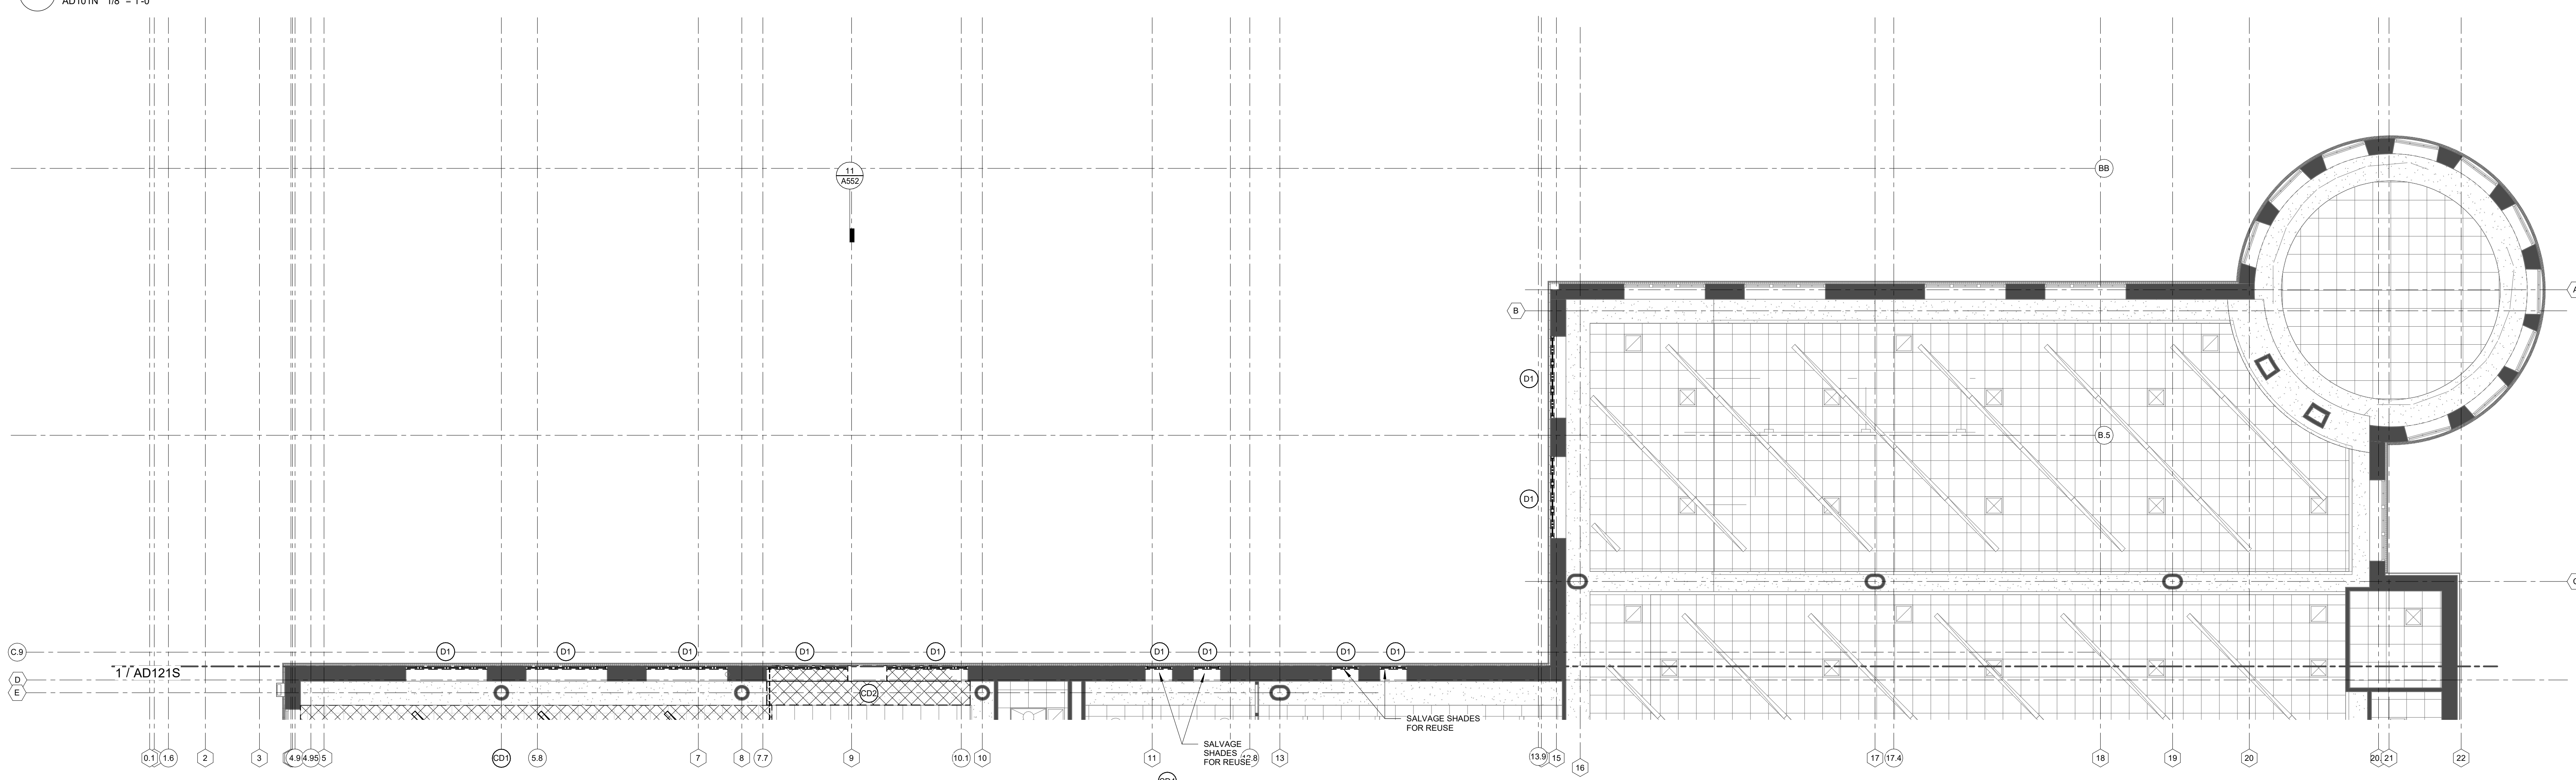 AD101N 1/8" = 1'-0"
11
A552
BB
A
B
D1
B.5
D1
C
C.9
D1
D1
D1
D1
D1
D1
D1
D1
D1
1 / AD121S
D
E
CD2
SALVAGE SHADES
FOR REUSE
SALVAGE
SHADES
FOR REUSE
0.1
1.6
2
3
4.9
4.95
5
CD1
5.8
7
8
7.7
9
10.1
10
11
13
13.9
15
16
17
17.4
18
19
20
21
22